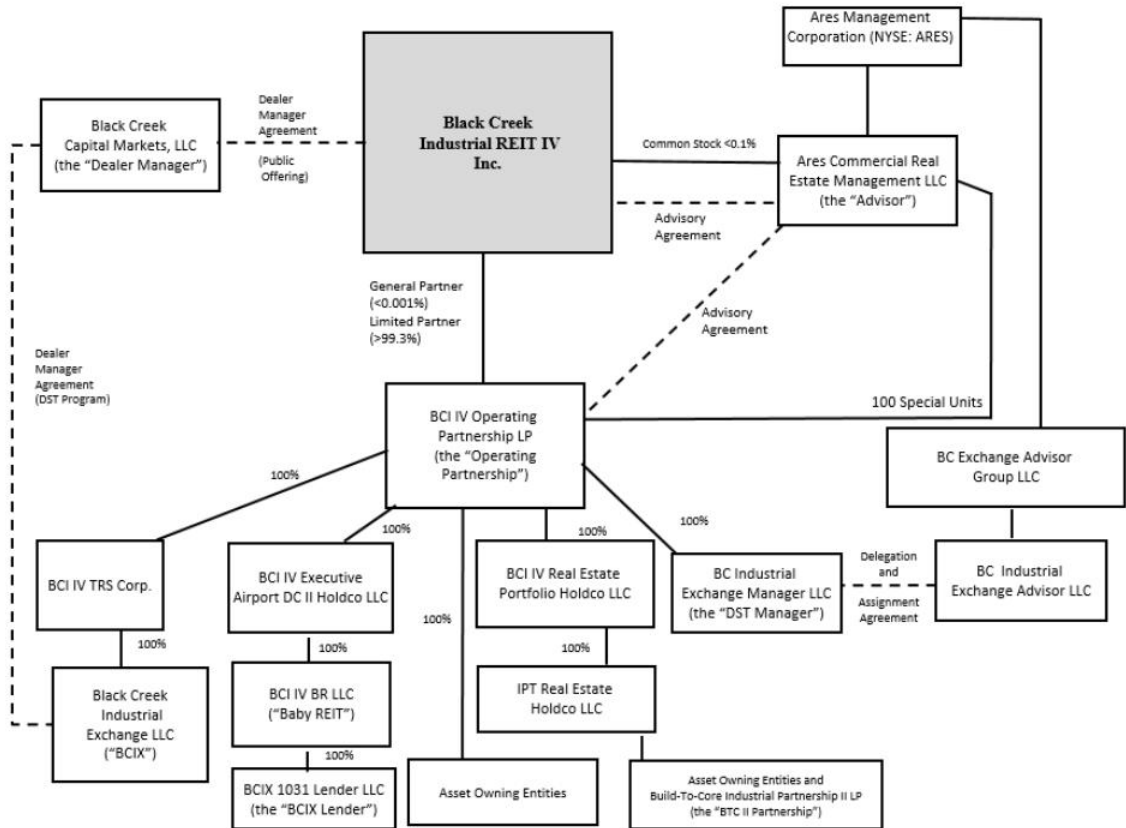 Ares Management
Corporation (NYSE: ARES)
Dealer
Manager
Agreement
(Public
Offering)
Black Creek
Capital Markets, LLC
(the “Dealer Manager”)
Black Creek
Industrial REIT IV
Inc.
Common Stock <0.1%
Ares Commercial Real
Estate Management LLC
(the “Advisor”)
Advisory
Agreement
General Partner
(<0.001%)
Limited Partner
(>99.3%)
Advisory
Agreement
Dealer
Manager
Agreement
(DST Program)
BCI IV Operating
Partnership LP
(the “Operating
Partnership”)
100 Special Units
BC Exchange Advisor
Group LLC
100%
100%
100%
100%
100%
BCI IV TRS Corp.
BCI IV Executive
Airport DC II Holdco LLC
BCI IV Real Estate
Portfolio Holdco LLC
BC Industrial
Exchange Manager LLC
(the “DST Manager”)
Delegation
and
Assignment
Agreement
BC Industrial
Exchange Advisor LLC
100%
100%
100%
Black Creek
Industrial
Exchange LLC
(“BCIX”)
BCI IV BR LLC
(“Baby REIT”)
IPT Real Estate
Holdco LLC
100%
BCIX 1031 Lender LLC
(the “BCIX Lender”)
Asset Owning Entities
Asset Owning Entities and
Build-To-Core Industrial Partnership II LP
(the “BTC II Partnership”)